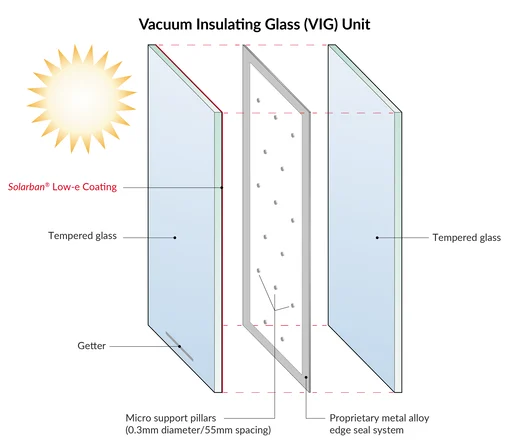 Vacuum Insulating Glass (VIG) Unit
Solarban® Low-e Coating
Tempered glass
Tempered glass
Getter
Micro support pillars
(0.3mm diameter/55mm spacing)
Proprietary metal alloy
edge seal system